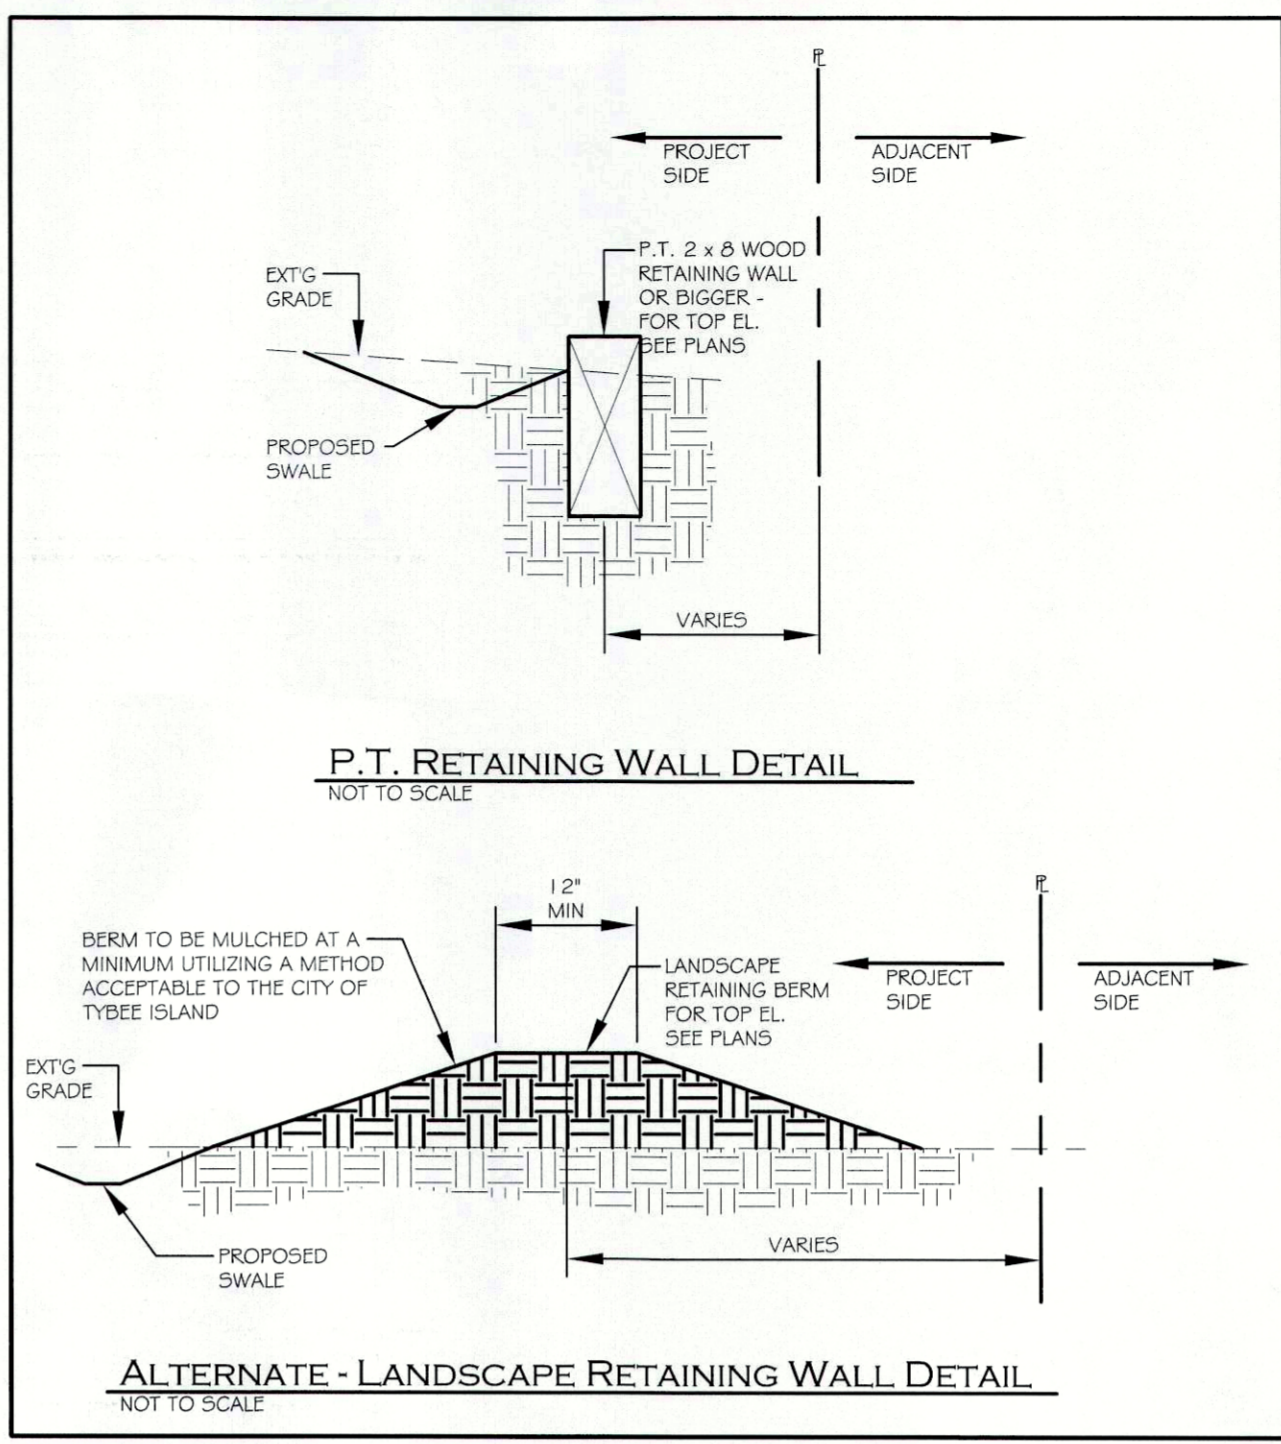 PL
PROJECT
SIDE
ADJACENT
SIDE
P.T. 2 x 8 WOOD
RETAINING WALL
OR BIGGER -
FOR TOP EL.
SEE PLANS
EXT'G
GRADE
PROPOSED
SWALE
VARIES
P.T. RETAINING WALL DETAIL
NOT TO SCALE
12"
MIN
PL
BERM TO BE MULCHED AT A
MINIMUM UTILIZING A METHOD
ACCEPTABLE TO THE CITY OF
TYBEE ISLAND
LANDSCAPE
RETAINING BERM
FOR TOP EL.
SEE PLANS
PROJECT
SIDE
ADJACENT
SIDE
EXT'G
GRADE
PROPOSED
SWALE
VARIES
ALTERNATE - LANDSCAPE RETAINING WALL DETAIL
NOT TO SCALE